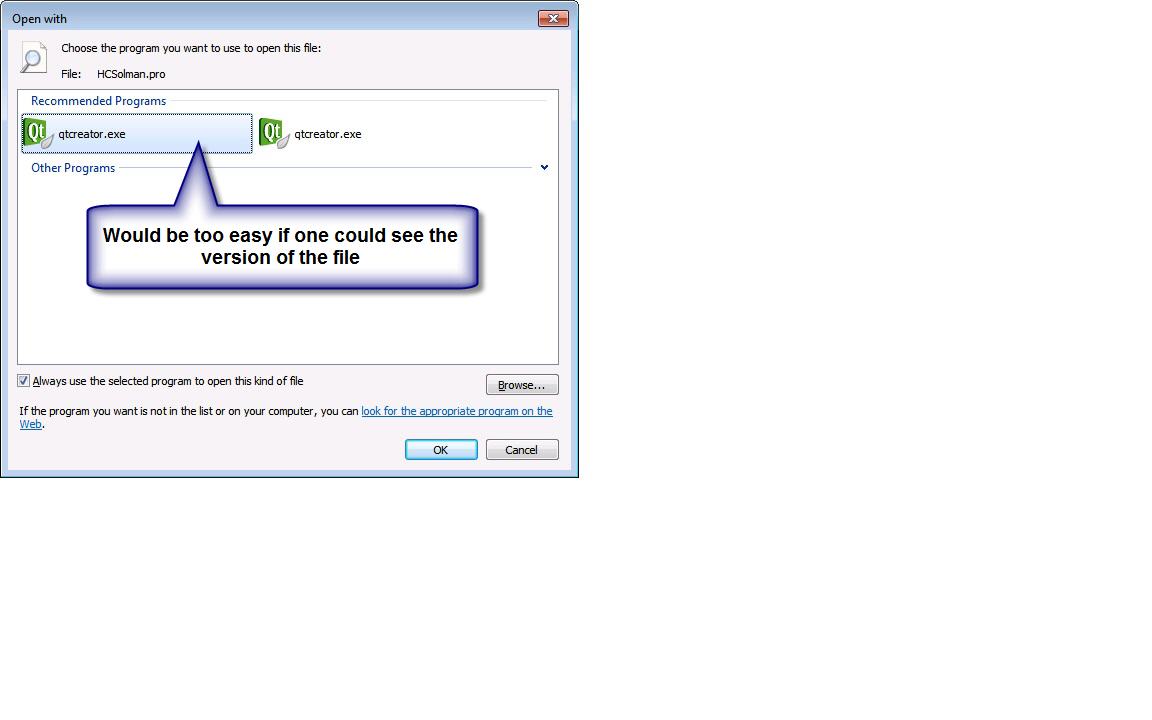 Open with
Choose the program you want to use to open this file:
File: HCSolman.pro
Recommended Programs
Qt qtcreator.exe Qt qtcreator.exe
Other Programs
Would be too easy if one could see the
version of the file
Always use the selected program to open this kind of file
Browse...
If the program you want is not in the list or on your computer, you can look for the appropriate program on the
Web.
OK Cancel